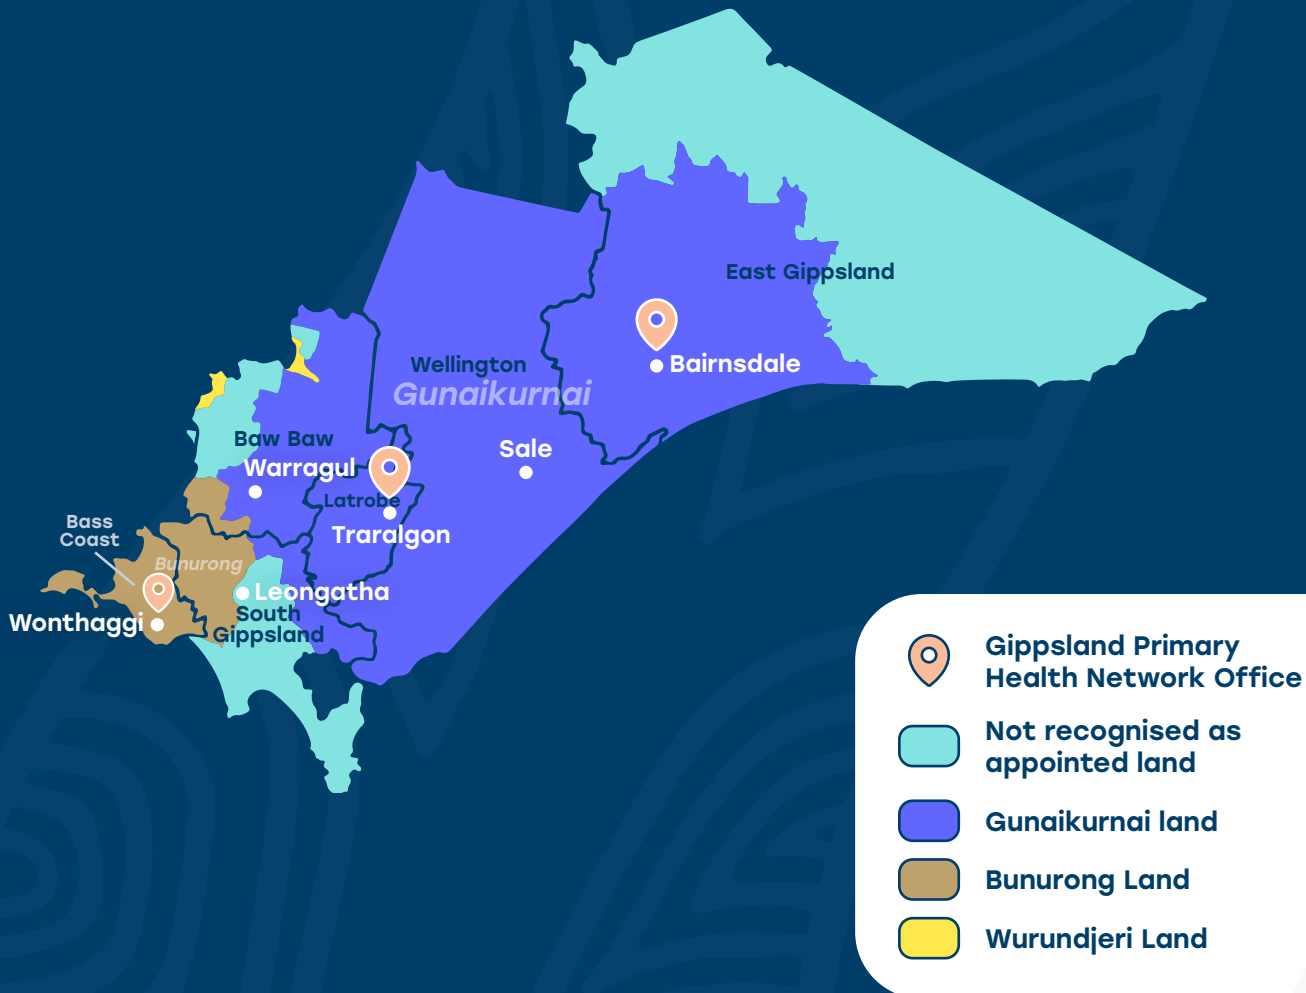 East Gippsland
Bairnsdale
Wellington
Gunaikurnai
Sale
Baw Baw
Warragul
Latrobe
Traralgon
Bass
Coast
Bunurong
Leongatha
South
Gippsland
Wonthaggi
Gippsland Primary
Health Network Office
Not recognised as
appointed land
Gunaikurnai land
Bunurong Land
Wurundjeri Land